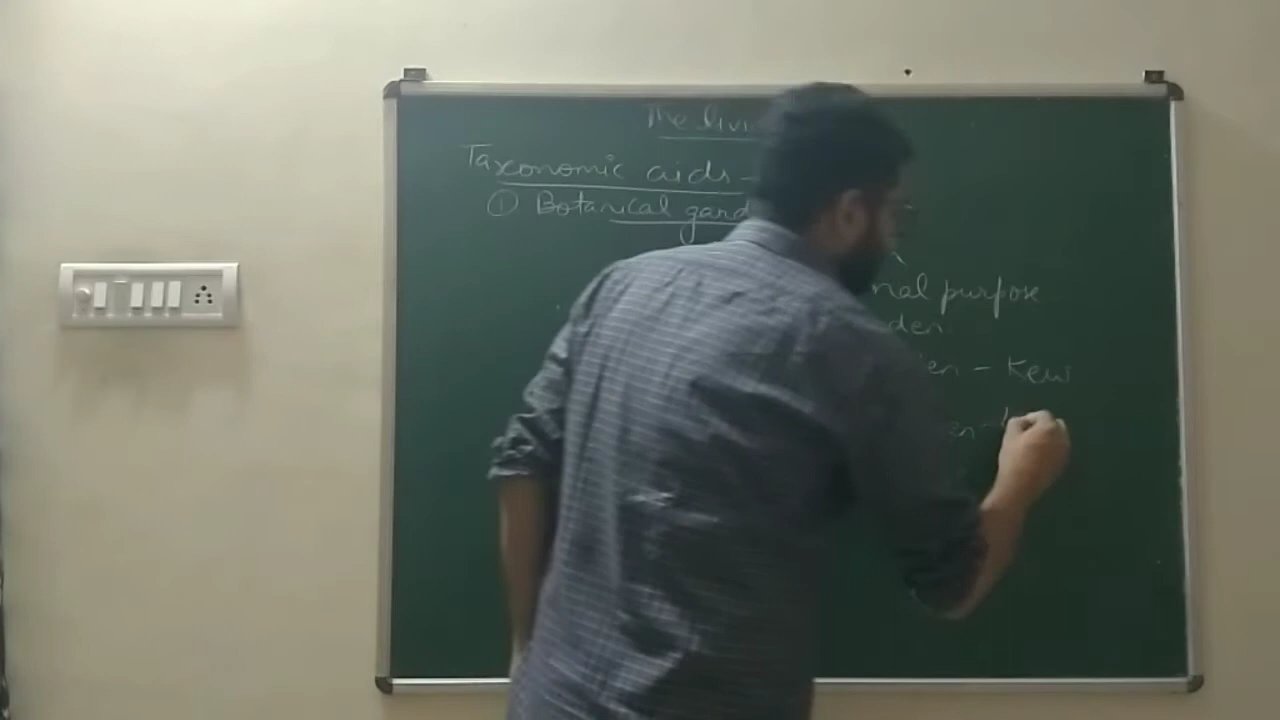 The livi
Taxonomic aids -
① Botanical gard
nal purpose
den
en - Kew
en -